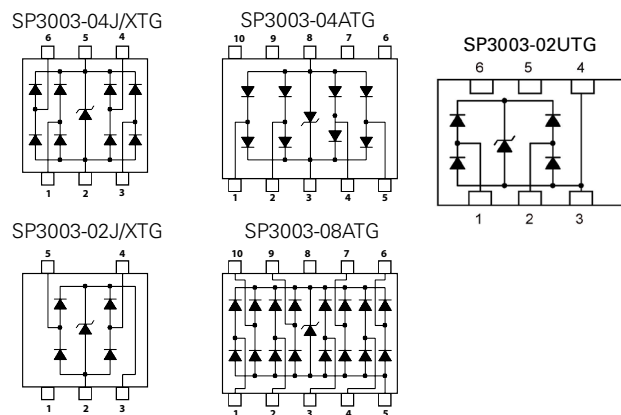 SP3003-04J/XTG
6 5 4
1 2 3
SP3003-04ATG
10 9 8 7 6
1 2 3 4 5
SP3003-02UTG
6 5 4
1 2 3
SP3003-02J/XTG
5 4
1 2 3
SP3003-08ATG
10 9 8 7 6
1 2 3 4 5